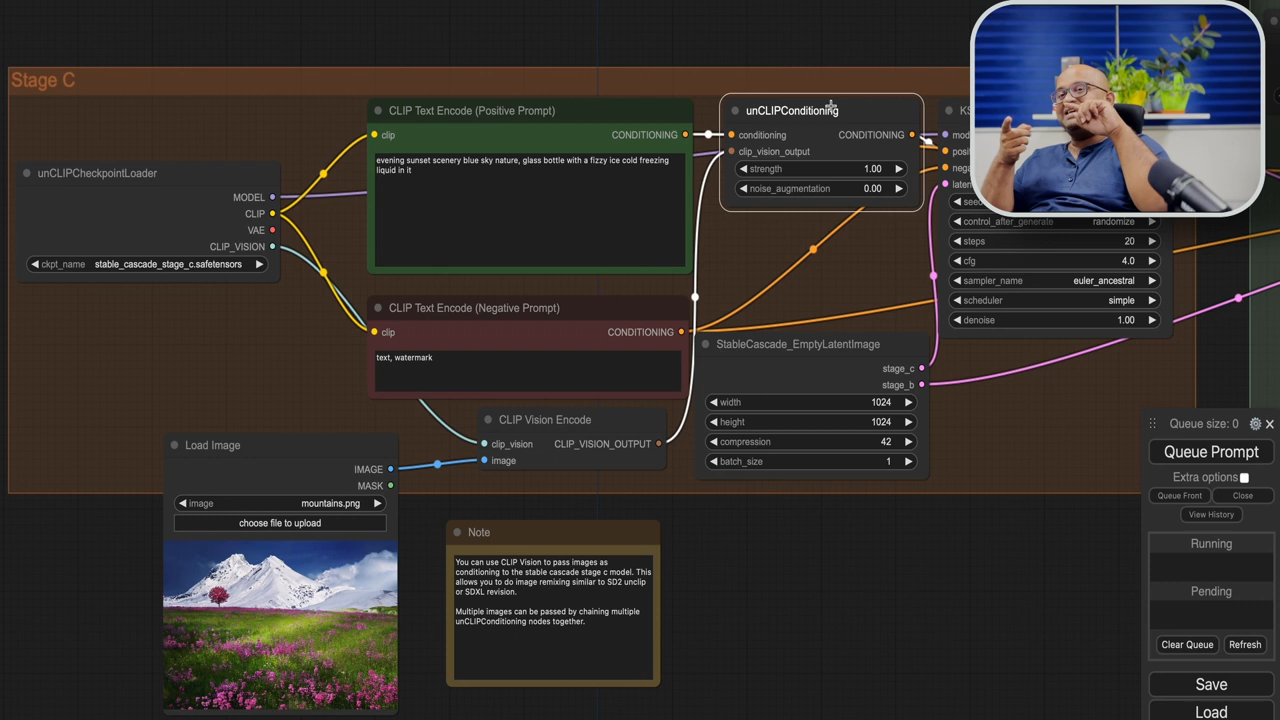 Stage C
unCLIPCheckpointLoader
MODEL
CLIP
VAE
CLIP_VISION
ckpt_name stable_cascade_stage_c.safetensors
CLIP Text Encode (Positive Prompt)
clip CONDITIONING
evening sunset scenery blue sky nature, glass bottle with a fizzy ice cold freezing
liquid in it
CLIP Text Encode (Negative Prompt)
clip CONDITIONING
text, watermark
unCLIPConditioning
conditioning CONDITIONING
clip_vision_output
strength 1.00
noise_augmentation 0.00
control_after_generate randomize
steps 20
cfg 4.0
sampler_name euler_ancestral
scheduler simple
denoise 1.00
StableCascade_EmptyLatentImage
stage_c
stage_b
width 1024
height 1024
compression 42
batch_size 1
CLIP Vision Encode
clip_vision CLIP_VISION_OUTPUT
image
Load Image
IMAGE
MASK
image mountains.png
choose file to upload
Note
You can use CLIP Vision to pass images as
conditioning to the stable cascade stage c model. This
allows you to do image remixing similar to SD2 unclip
or SDXL revision.
Multiple images can be passed by chaining multiple
unCLIPConditioning nodes together.
Queue size: 0
Queue Prompt
Extra options
Queue Front Close
View History
Running
Pending
Clear Queue Refresh
Save
Load